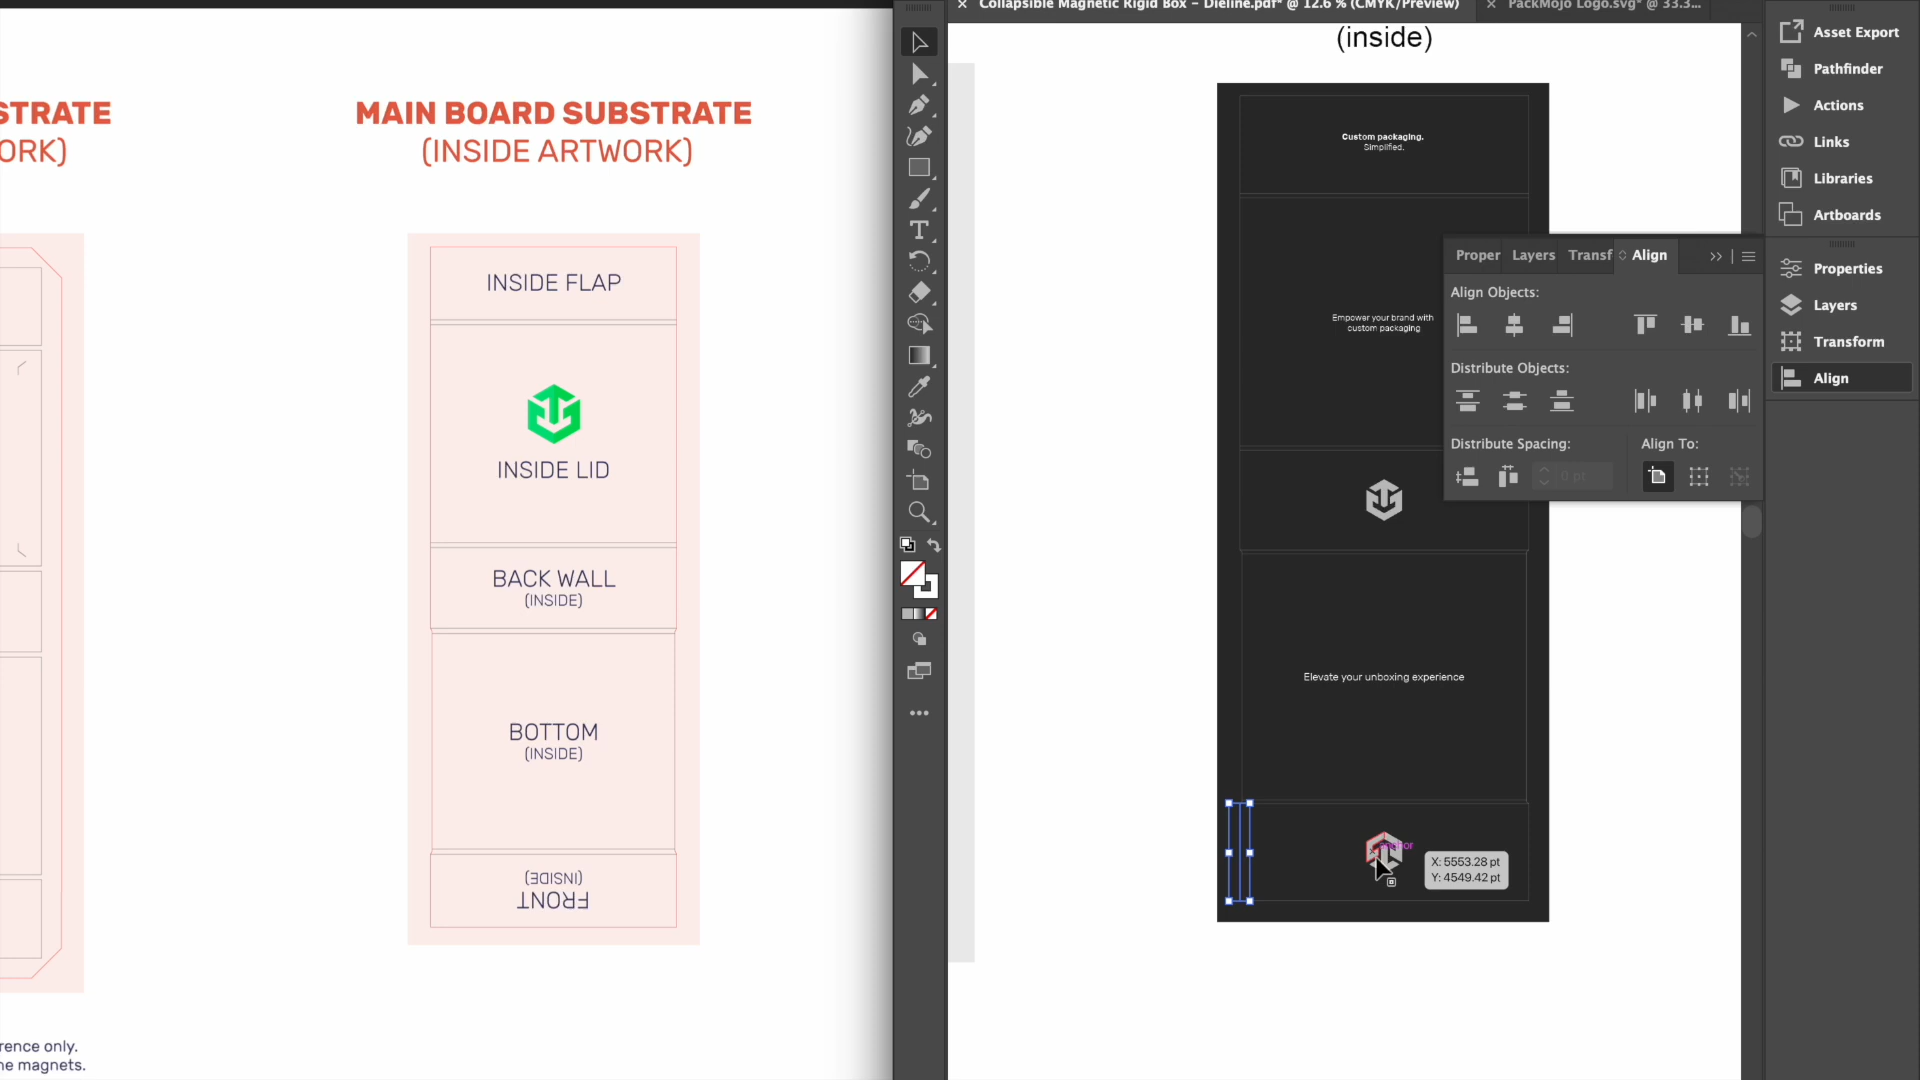 STRATE
ORK)
MAIN BOARD SUBSTRATE
(INSIDE ARTWORK)
INSIDE FLAP
INSIDE LID
BACK WALL
(INSIDE)
BOTTOM
(INSIDE)
(INSIDE)
FRONT
rence only.
ne magnets.
Collapsible Magnetic Rigid Box – Dieline.pdf* @ 12.6 % (CMYK/Preview)
PackMojo Logo.svg* @ 33.3...
(inside)
Custom packaging.
Simplified.
Empower your brand with
custom packaging
Elevate your unboxing experience
anchor
X: 5553.28 pt
Y: 4549.42 pt
Proper
Layers
Transf
Align
Align Objects:
Distribute Objects:
Distribute Spacing:
Align To:
0 pt
Asset Export
Pathfinder
Actions
Links
Libraries
Artboards
Properties
Layers
Transform
Align